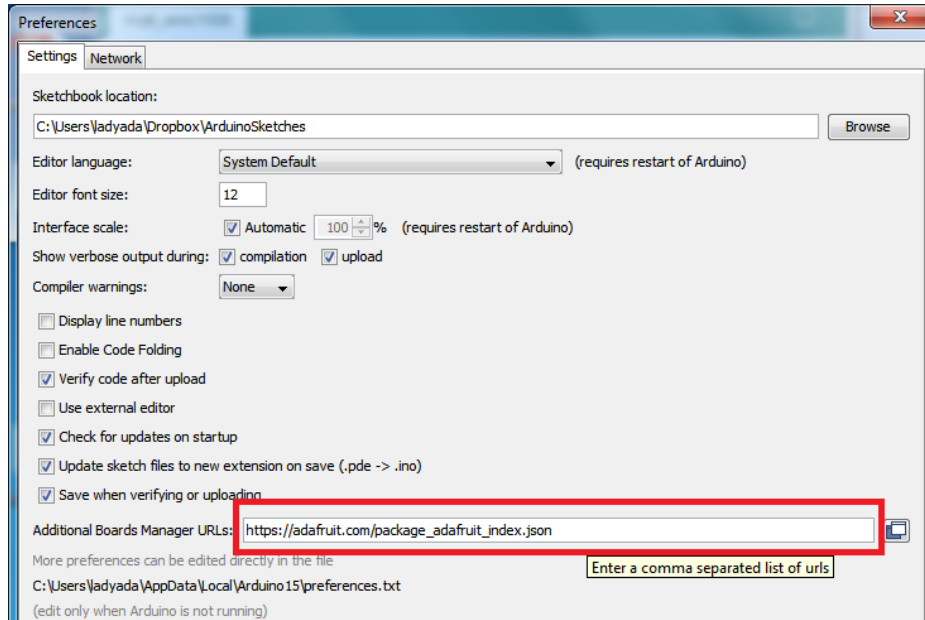 Preferences
Settings Network
Sketchbook location:
C:\Users\ladyada\Dropbox\ArduinoSketches Browse
Editor language: System Default (requires restart of Arduino)
Editor font size: 12
Interface scale: Automatic 100 % (requires restart of Arduino)
Show verbose output during: compilation upload
Compiler warnings: None
Display line numbers
Enable Code Folding
Verify code after upload
Use external editor
Check for updates on startup
Update sketch files to new extension on save (.pde -> .ino)
Save when verifying or uploading
Additional Boards Manager URLs: https://adafruit.com/package_adafruit_index.json
More preferences can be edited directly in the file
Enter a comma separated list of urls
C:\Users\ladyada\AppData\Local\Arduino15\preferences.txt
(edit only when Arduino is not running)